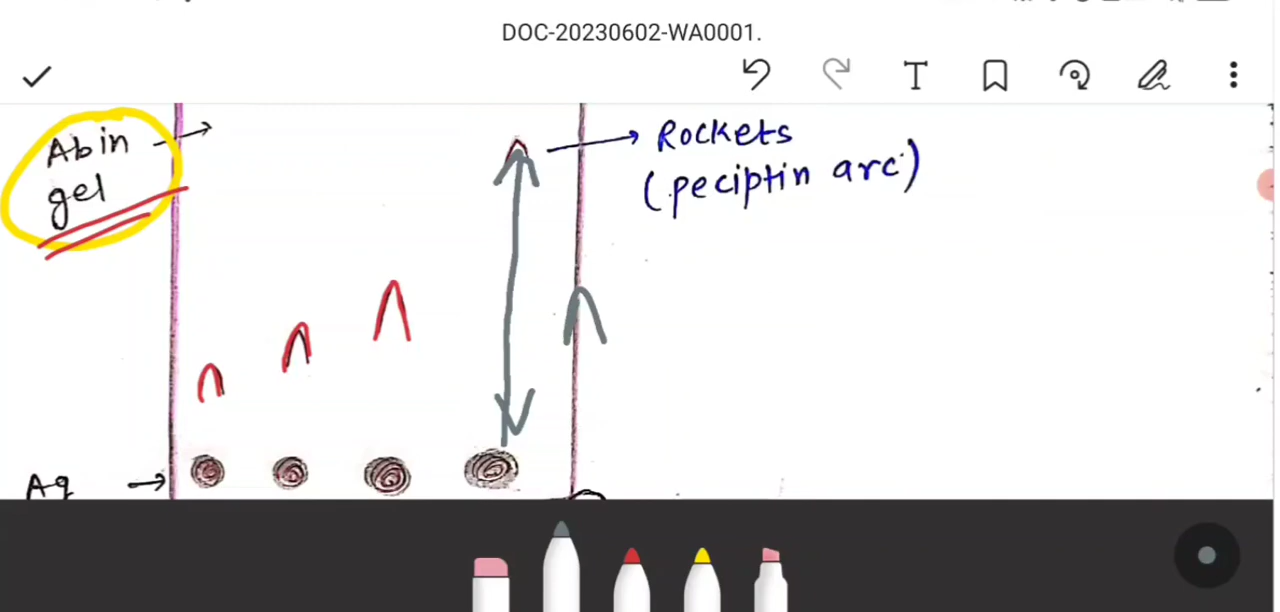 DOC-20230602-WA0001.
T
Ab in
gel
Rockets
(peciptin arc)
Ag